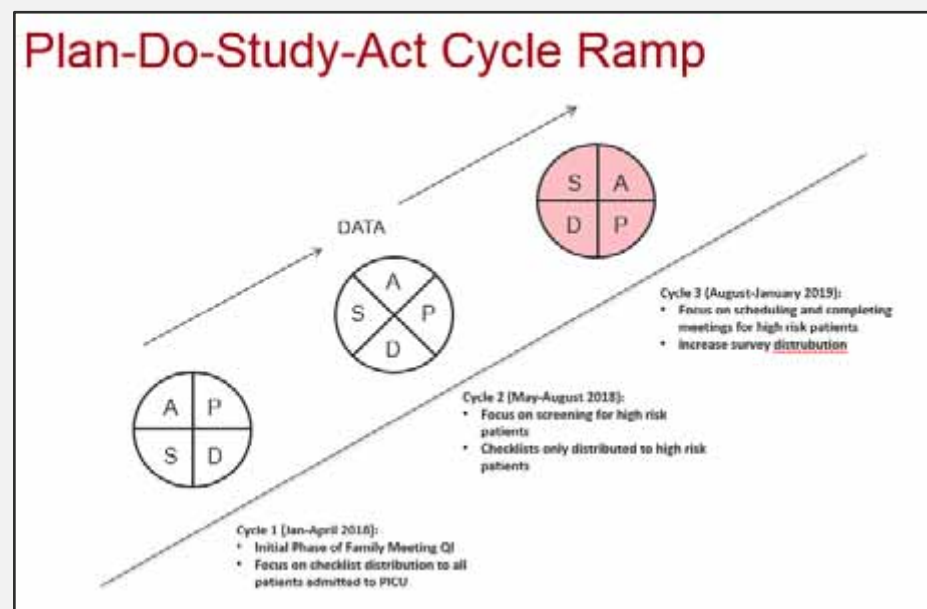 Plan-Do-Study-Act Cycle Ramp
S A
D P
DATA
A
S P
D
A P
S D
Cycle 3 (August-January 2019):
• Focus on scheduling and completing
meetings for high risk patients
• Increase survey distrubution
Cycle 2 (May-August 2018):
• Focus on screening for high risk
patients
• Checklists only distributed to high risk
patients
Cycle 1 (Jan-April 2018):
• Initial Phase of Family Meeting QI
• Focus on checklist distribution to all
patients admitted to PICU